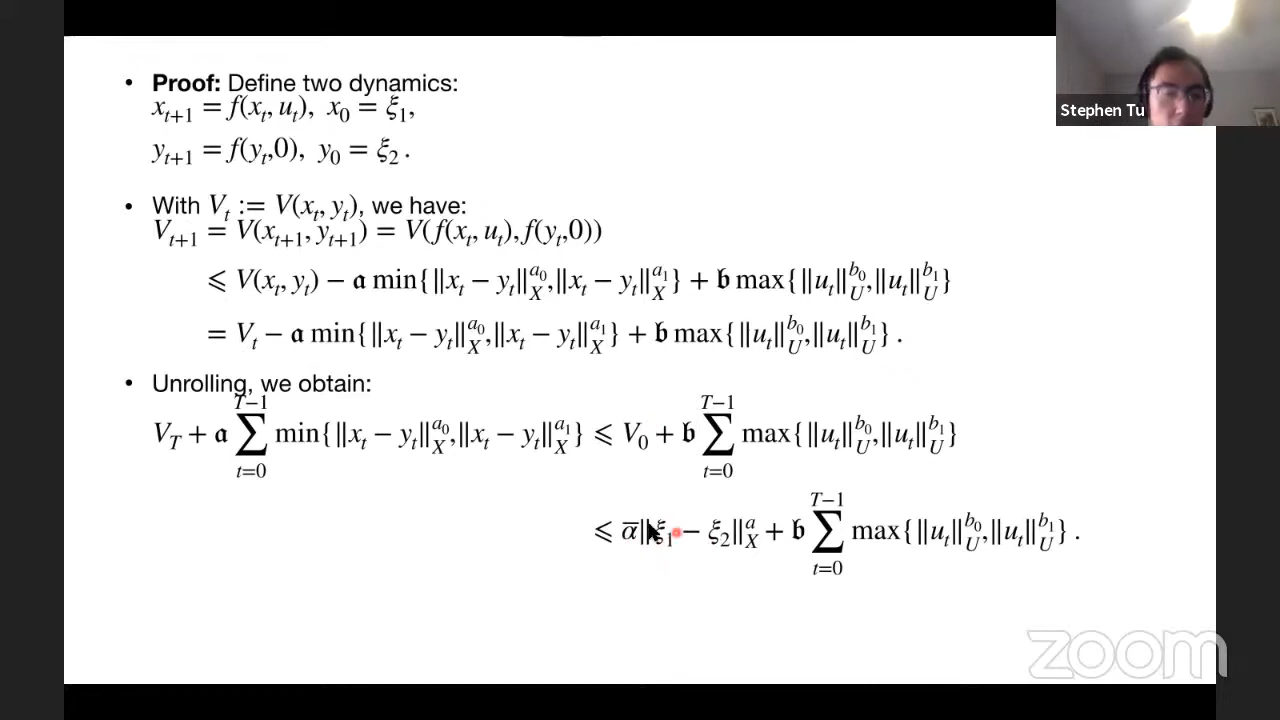 • Proof: Define two dynamics:
x_{t+1} = f(x_t, u_t), x_0 = ξ_1,
y_{t+1} = f(y_t,0), y_0 = ξ_2 .
Stephen Tu
• With V_t := V(x_t, y_t), we have:
V_{t+1} = V(x_{t+1}, y_{t+1}) = V(f(x_t, u_t), f(y_t,0))
⩽ V(x_t, y_t) − 𝔞 min{‖x_t − y_t‖_X^{a_0},‖x_t − y_t‖_X^{a_1}} + 𝔟 max{‖u_t‖_U^{b_0},‖u_t‖_U^{b_1}}
= V_t − 𝔞 min{‖x_t − y_t‖_X^{a_0},‖x_t − y_t‖_X^{a_1}} + 𝔟 max{‖u_t‖_U^{b_0},‖u_t‖_U^{b_1}} .
• Unrolling, we obtain:
V_T + 𝔞 ∑_{t=0}^{T−1} min{‖x_t − y_t‖_X^{a_0},‖x_t − y_t‖_X^{a_1}} ⩽ V_0 + 𝔟 ∑_{t=0}^{T−1} max{‖u_t‖_U^{b_0},‖u_t‖_U^{b_1}}
⩽ α̅‖ξ_1 − ξ_2‖_X^a + 𝔟 ∑_{t=0}^{T−1} max{‖u_t‖_U^{b_0},‖u_t‖_U^{b_1}} .
zoom